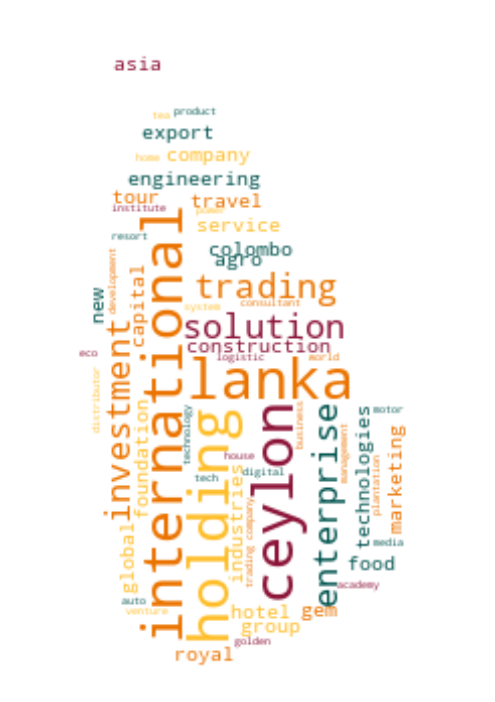 asia
product
tea
export
home
company
engineering
tour
travel
institute
power
service
resort
colombo
agro
development
new
capital
international
trading
consultant
system
solution
construction
eco
logistic
world
investment
lanka
distributor
foundation
technology
holding
ceylon
business
enterprise
motor
technologies
management
marketing
plantation
house
digital
tech
industries
trading company
global
media
food
academy
auto
venture
hotel
gem
group
golden
royal